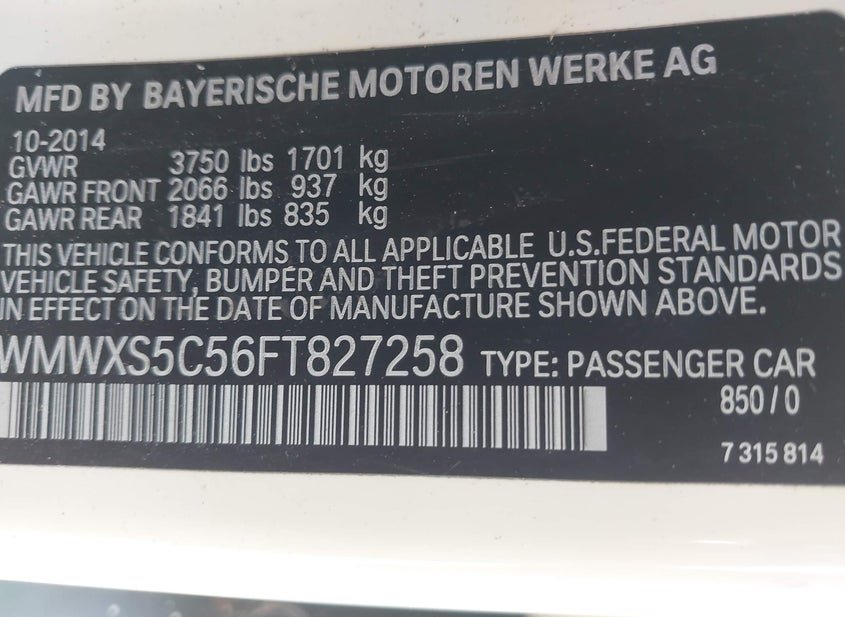 MFD BY BAYERISCHE MOTOREN WERKE AG
10-2014
GVWR 3750 lbs 1701 kg
GAWR FRONT 2066 lbs 937 kg
GAWR REAR 1841 lbs 835 kg
THIS VEHICLE CONFORMS TO ALL APPLICABLE U.S.FEDERAL MOTOR
VEHICLE SAFETY, BUMPER AND THEFT PREVENTION STANDARDS
IN EFFECT ON THE DATE OF MANUFACTURE SHOWN ABOVE.
WMWXS5C56FT827258 TYPE: PASSENGER CAR
850/0
7 315 814